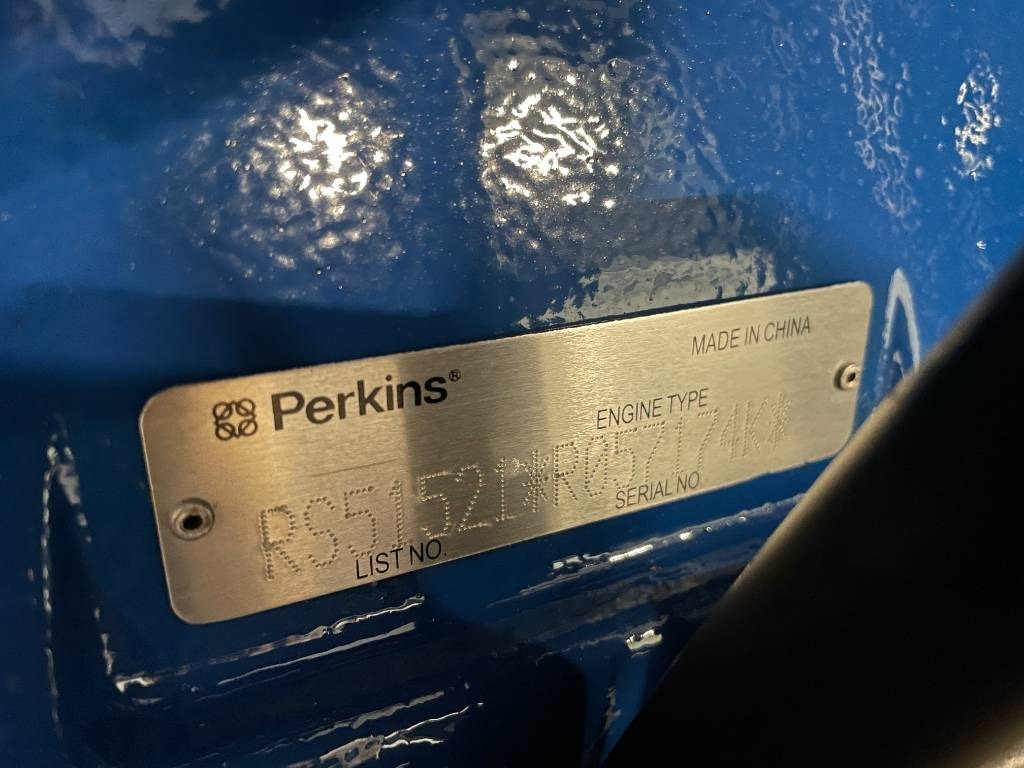 MADE IN CHINA
Perkins®
ENGINE TYPE
RS51521*R057174K*
LIST NO. SERIAL NO